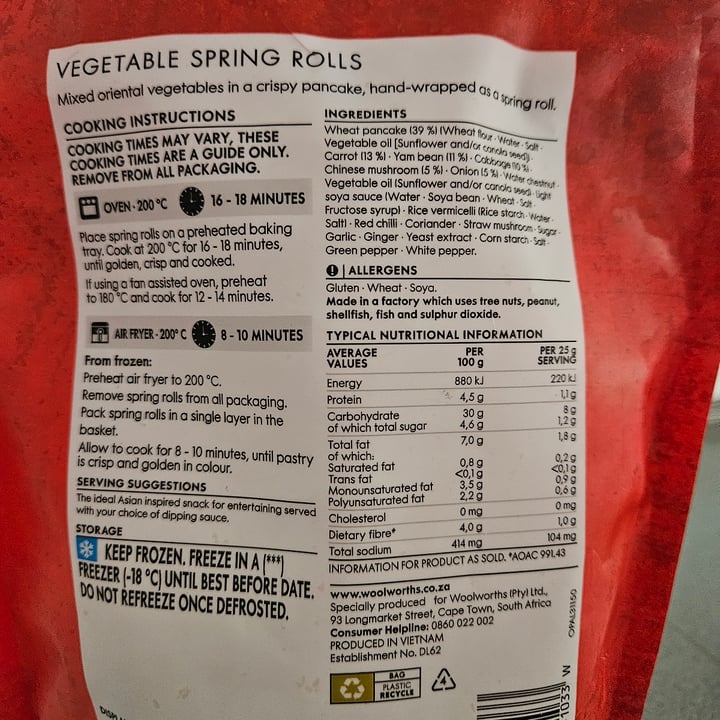 VEGETABLE SPRING ROLLS
Mixed oriental vegetables in a crispy pancake, hand-wrapped as a spring roll.
COOKING INSTRUCTIONS
COOKING TIMES MAY VARY, THESE
COOKING TIMES ARE A GUIDE ONLY.
REMOVE FROM ALL PACKAGING.
OVEN · 200 °C 16 - 18 MINUTES
Place spring rolls on a preheated baking
tray. Cook at 200 °C for 16 - 18 minutes,
until golden, crisp and cooked.
If using a fan assisted oven, preheat
to 180 °C and cook for 12 - 14 minutes.
AIR FRYER · 200° C 8 - 10 MINUTES
From frozen:
Preheat air fryer to 200 °C.
Remove spring rolls from all packaging.
Pack spring rolls in a single layer in the
basket.
Allow to cook for 8 - 10 minutes, until pastry
is crisp and golden in colour.
SERVING SUGGESTIONS
The ideal Asian inspired snack for entertaining served
with your choice of dipping sauce.
STORAGE
KEEP FROZEN, FREEZE IN A (***)
FREEZER (-18 °C) UNTIL BEST BEFORE DATE.
DO NOT REFREEZE ONCE DEFROSTED.
INGREDIENTS
Wheat pancake (39 %) (Wheat flour · Water · Salt ·
Vegetable oil [Sunflower and/or canola seed]) ·
Carrot (13 %) · Yam bean (11 %) · Cabbage (10 %) ·
Chinese mushroom (5 %) · Onion (5 %) · Water chestnut ·
Vegetable oil (Sunflower and/or canola seed) · Light
soya sauce (Water · Soya bean · Wheat · Salt ·
Fructose syrup) · Rice vermicelli (Rice starch · Water ·
Salt) · Red chilli · Coriander · Straw mushroom · Sugar ·
Garlic · Ginger · Yeast extract · Corn starch · Salt ·
Green pepper · White pepper.
ALLERGENS
Gluten · Wheat · Soya.
Made in a factory which uses tree nuts, peanut,
shellfish, fish and sulphur dioxide.
TYPICAL NUTRITIONAL INFORMATION
AVERAGE VALUES PER 100 g PER 25 g SERVING
Energy 880 kJ 220 kJ
Protein 4,5 g 1,1 g
Carbohydrate 30 g 8 g
of which total sugar 4,6 g 1,2 g
Total fat 7,0 g 1,8 g
of which:
Saturated fat 0,8 g 0,2 g
Trans fat <0,1 g <0,1 g
Monounsaturated fat 3,5 g 0,9 g
Polyunsaturated fat 2,2 g 0,6 g
Cholesterol 0 mg 0 mg
Dietary fibre* 4,0 g 1,0 g
Total sodium 414 mg 104 mg
INFORMATION FOR PRODUCT AS SOLD. *AOAC 991.43
www.woolworths.co.za
Specially produced for Woolworths (Pty) Ltd.,
93 Longmarket Street, Cape Town, South Africa
Consumer Helpline: 0860 022 002
PRODUCED IN VIETNAM
Establishment No. DL62
BAG
PLASTIC
RECYCLE
4